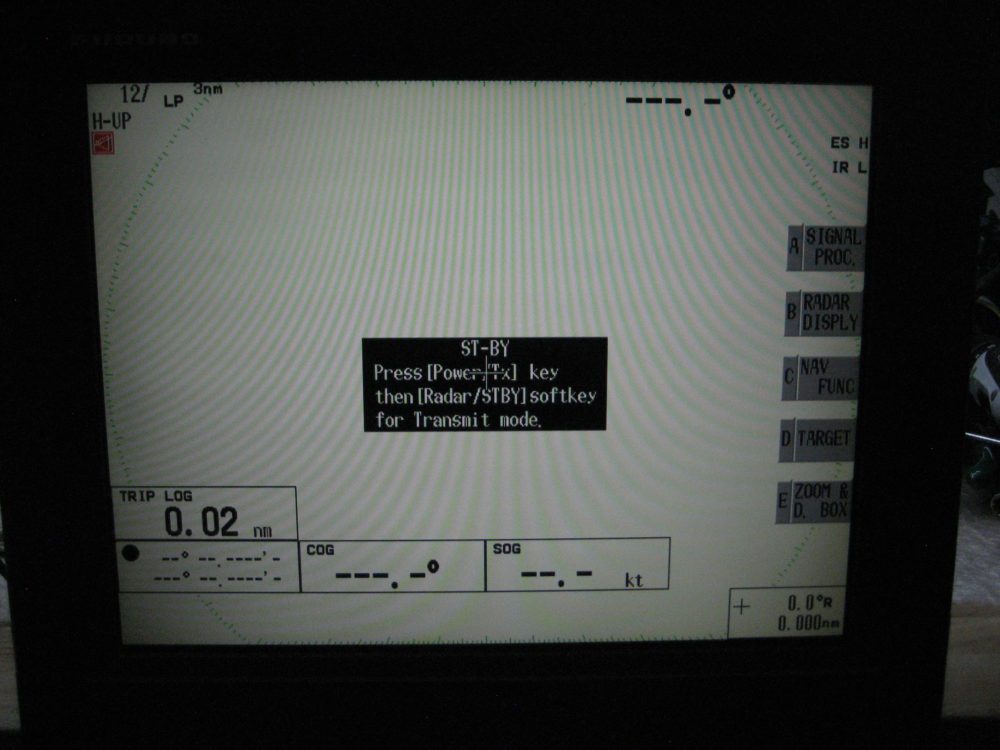 FURUNO
12/ LP 3nm
---.-°
H-UP
ES H
IR L
A SIGNAL PROC.
B RADAR DISPLY
C NAV FUNC
D TARGET
E ZOOM & D. BOX
ST-BY
Press [Power/Tx] key
then [Radar/STBY] softkey
for Transmit mode.
TRIP LOG
0.02 nm
--° --.----'-
---° --.----'-
COG
---.-°
SOG
--.- kt
+ 0.0°R
0.000nm